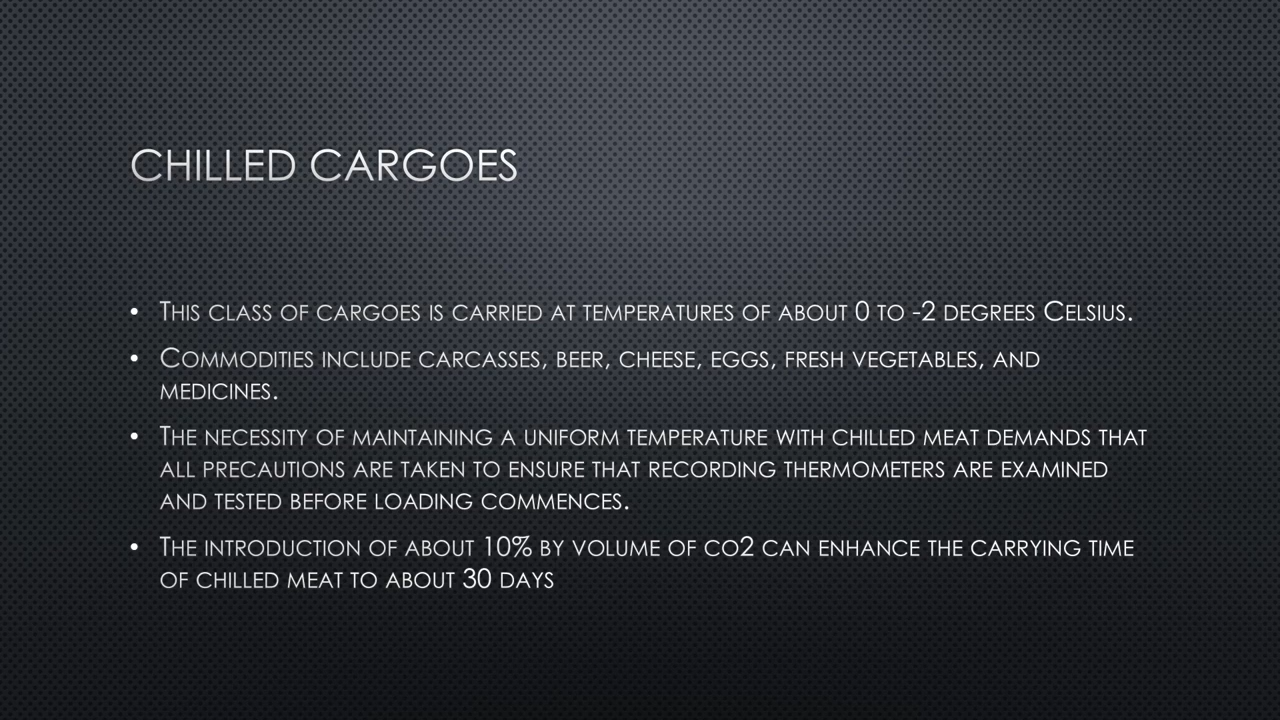 CHILLED CARGOES
• THIS CLASS OF CARGOES IS CARRIED AT TEMPERATURES OF ABOUT 0 TO -2 DEGREES CELSIUS.
• COMMODITIES INCLUDE CARCASSES, BEER, CHEESE, EGGS, FRESH VEGETABLES, AND
MEDICINES.
• THE NECESSITY OF MAINTAINING A UNIFORM TEMPERATURE WITH CHILLED MEAT DEMANDS THAT
ALL PRECAUTIONS ARE TAKEN TO ENSURE THAT RECORDING THERMOMETERS ARE EXAMINED
AND TESTED BEFORE LOADING COMMENCES.
• THE INTRODUCTION OF ABOUT 10% BY VOLUME OF CO2 CAN ENHANCE THE CARRYING TIME
OF CHILLED MEAT TO ABOUT 30 DAYS